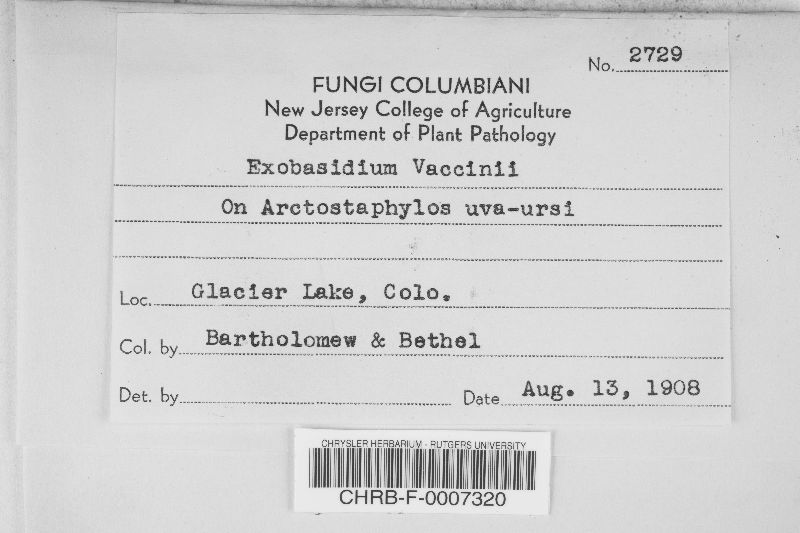 No. 2729
FUNGI COLUMBIANI
New Jersey College of Agriculture
Department of Plant Pathology
Exobasidium Vaccinii
On Arctostaphylos uva-ursi
Loc. Glacier Lake, Colo.
Col. by Bartholomew & Bethel
Det. by
Date Aug. 13, 1908
CHRYSLER HERBARIUM - RUTGERS UNIVERSITY
CHRB-F-0007320